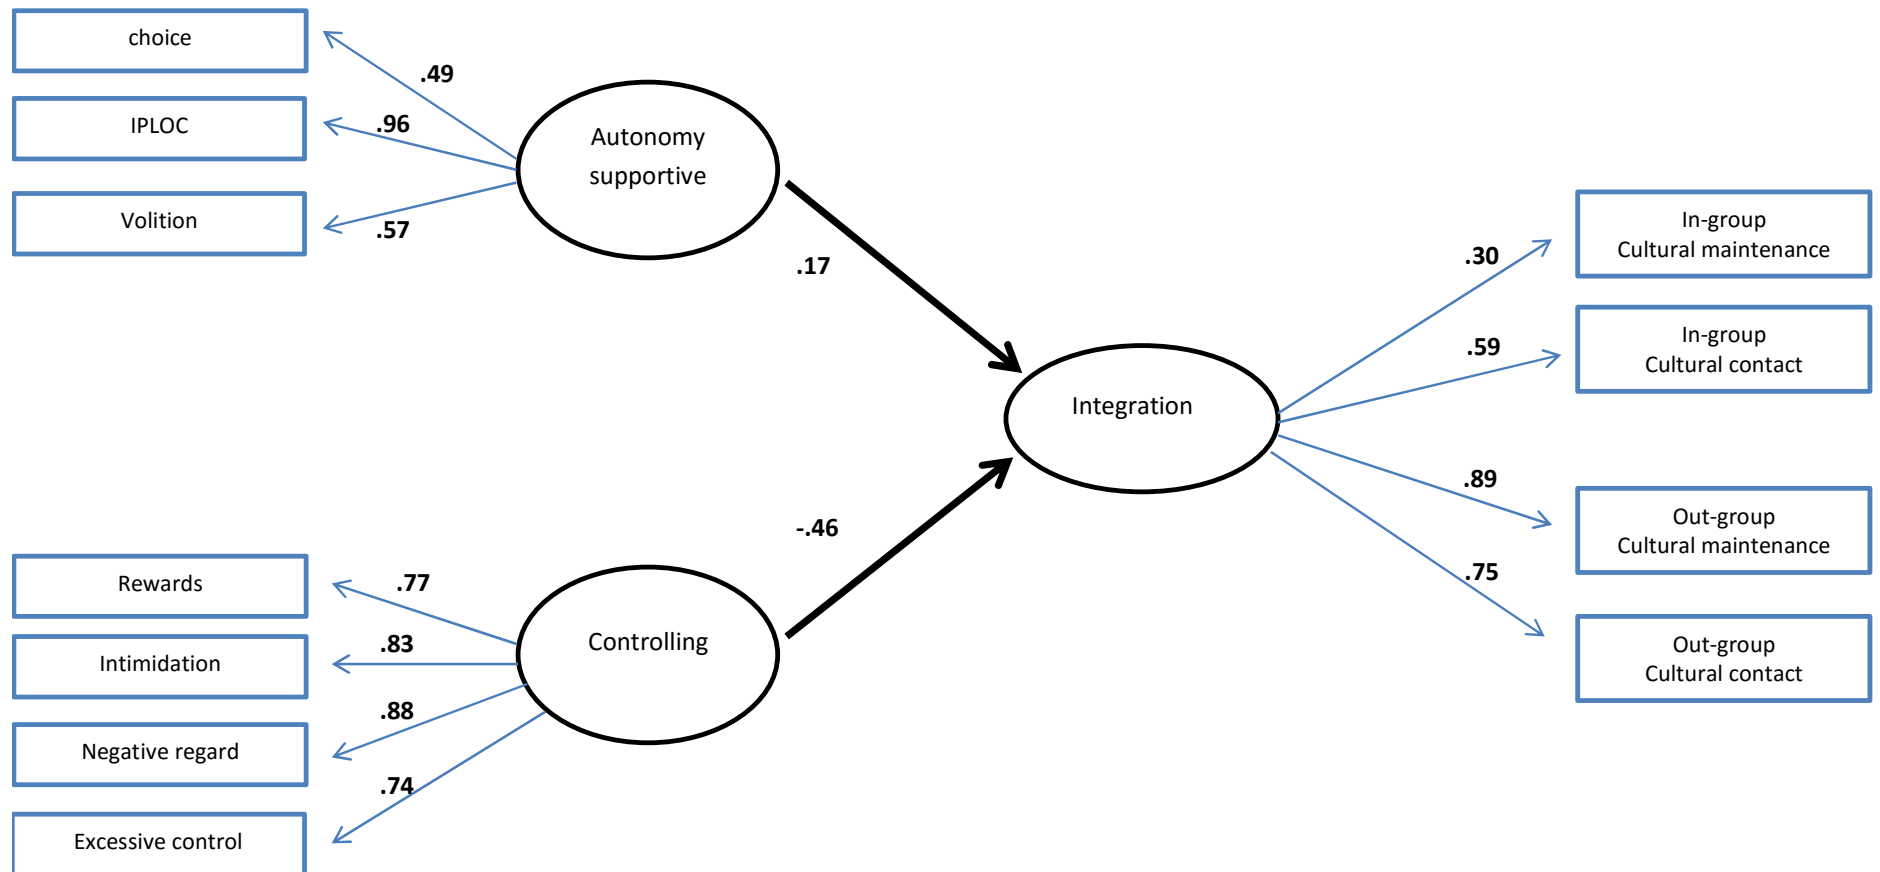 choice
.49
IPLOC
.96
Volition
.57
Autonomy
supportive
.17
In-group
Cultural maintenance
.30
In-group
Cultural contact
.59
Integration
.89
Out-group
Cultural maintenance
.75
Out-group
Cultural contact
-.46
Rewards
.77
Intimidation
.83
Controlling
Negative regard
.88
Excessive control
.74